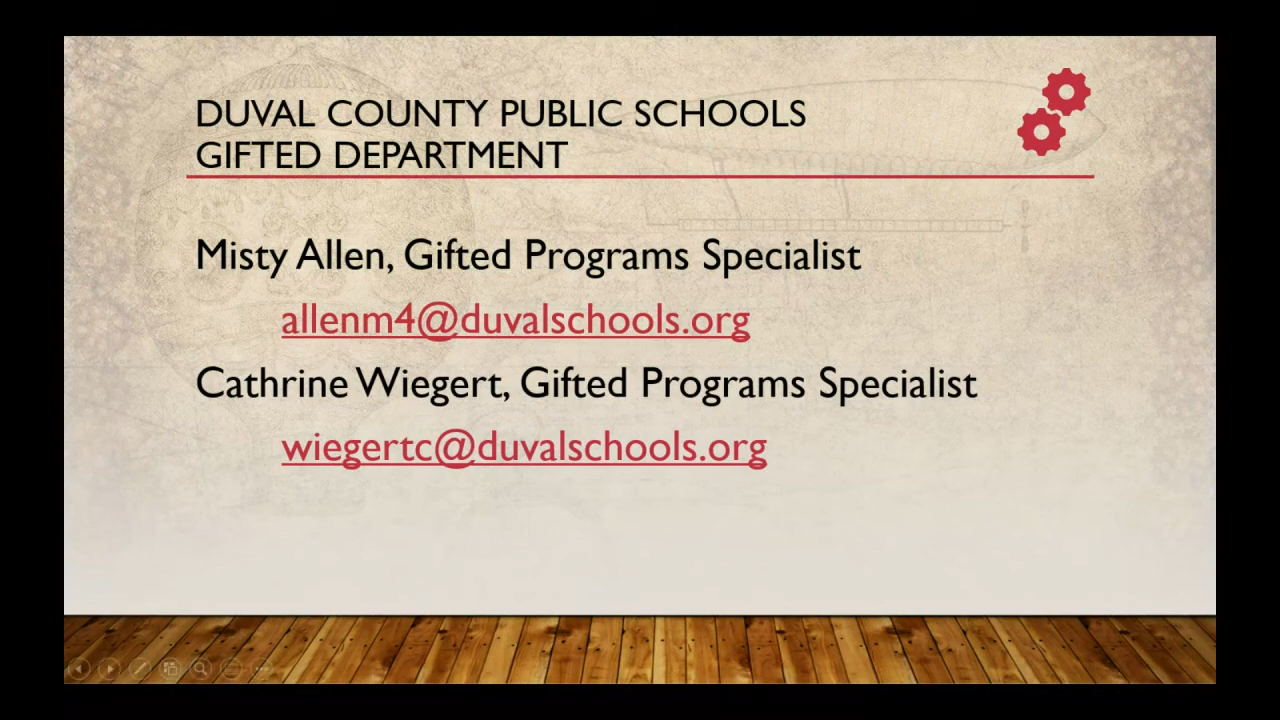 DUVAL COUNTY PUBLIC SCHOOLS
GIFTED DEPARTMENT
Misty Allen, Gifted Programs Specialist
allenm4@duvalschools.org
Cathrine Wiegert, Gifted Programs Specialist
wiegertc@duvalschools.org